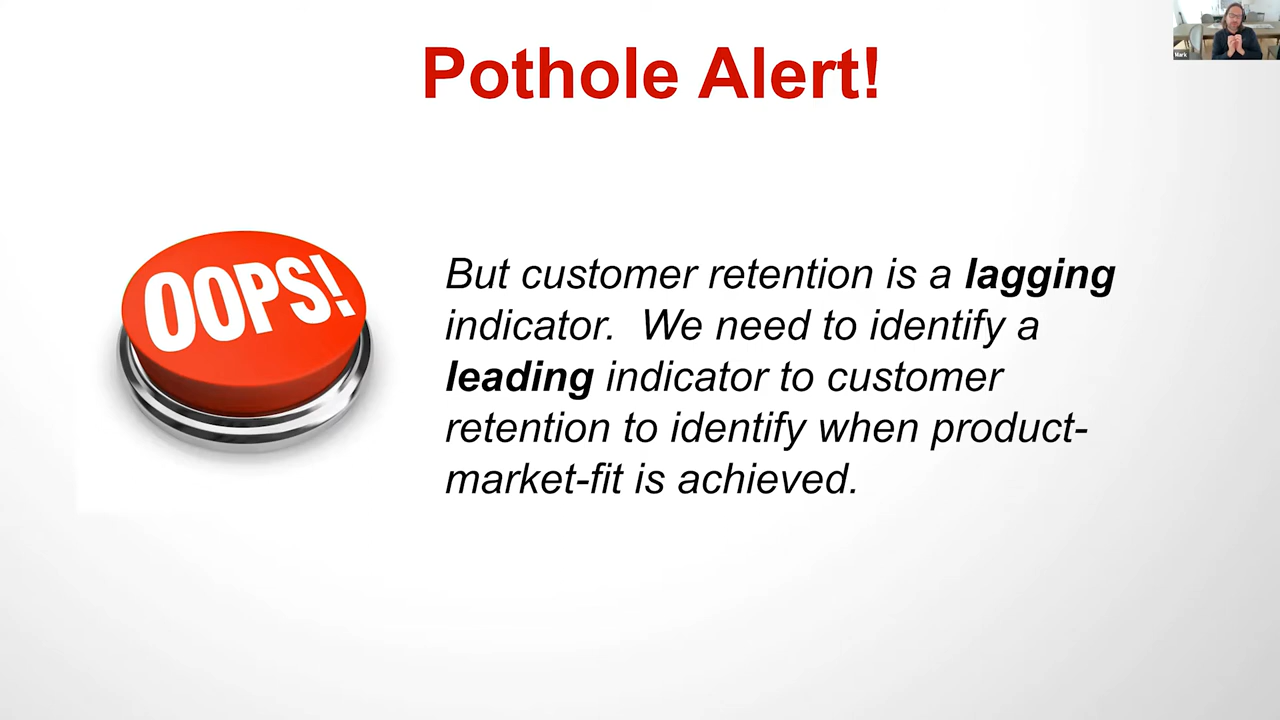 Pothole Alert!
Mark
OOPS!
But customer retention is a lagging
indicator.  We need to identify a
leading indicator to customer
retention to identify when product-
market-fit is achieved.